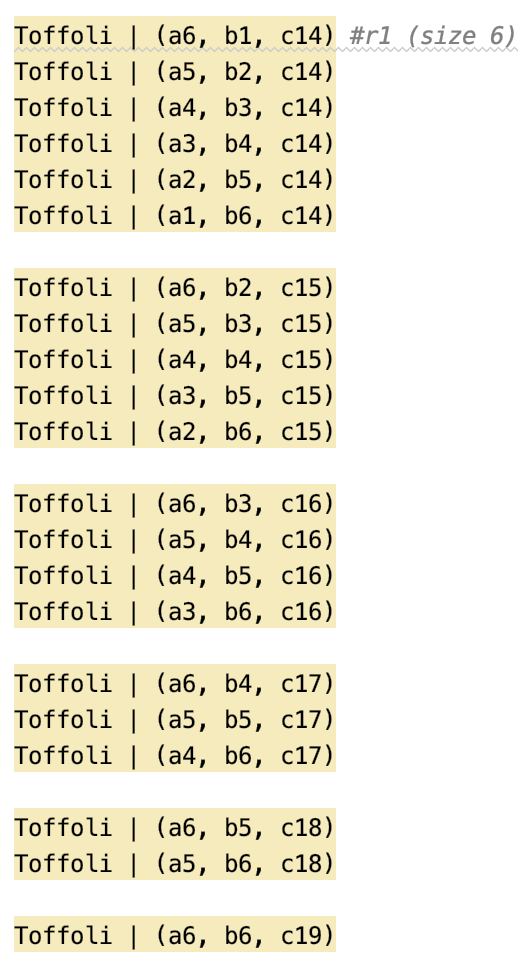 Toffoli | (a6, b1, c14) #r1 (size 6)
Toffoli | (a5, b2, c14)
Toffoli | (a4, b3, c14)
Toffoli | (a3, b4, c14)
Toffoli | (a2, b5, c14)
Toffoli | (a1, b6, c14)
Toffoli | (a6, b2, c15)
Toffoli | (a5, b3, c15)
Toffoli | (a4, b4, c15)
Toffoli | (a3, b5, c15)
Toffoli | (a2, b6, c15)
Toffoli | (a6, b3, c16)
Toffoli | (a5, b4, c16)
Toffoli | (a4, b5, c16)
Toffoli | (a3, b6, c16)
Toffoli | (a6, b4, c17)
Toffoli | (a5, b5, c17)
Toffoli | (a4, b6, c17)
Toffoli | (a6, b5, c18)
Toffoli | (a5, b6, c18)
Toffoli | (a6, b6, c19)